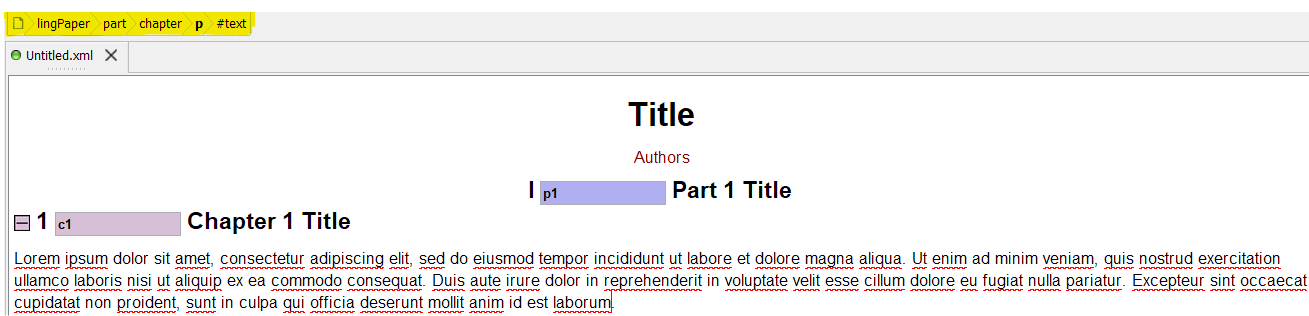 lingPaper part chapter p #text
Untitled.xml
Title
Authors
I p1 Part 1 Title
1 c1 Chapter 1 Title
Lorem ipsum dolor sit amet, consectetur adipiscing elit, sed do eiusmod tempor incididunt ut labore et dolore magna aliqua. Ut enim ad minim veniam, quis nostrud exercitation
ullamco laboris nisi ut aliquip ex ea commodo consequat. Duis aute irure dolor in reprehenderit in voluptate velit esse cillum dolore eu fugiat nulla pariatur. Excepteur sint occaecat
cupidatat non proident, sunt in culpa qui officia deserunt mollit anim id est laborum.